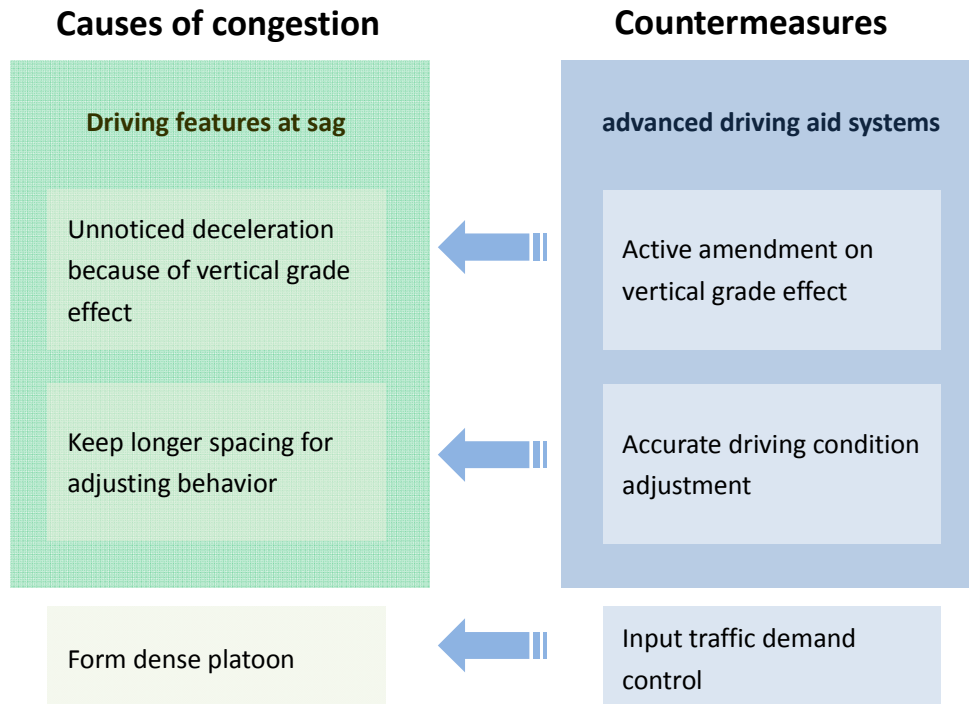 Causes of congestion
Countermeasures
Driving features at sag
advanced driving aid systems
Unnoticed deceleration
because of vertical grade
effect
Active amendment on
vertical grade effect
Keep longer spacing for
adjusting behavior
Accurate driving condition
adjustment
Form dense platoon
Input traffic demand
control